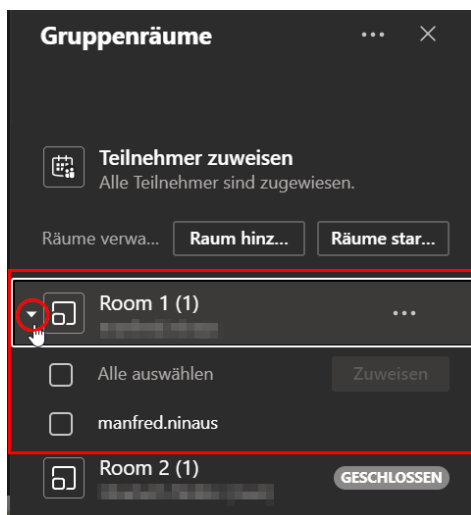 Gruppenräume
Teilnehmer zuweisen
Alle Teilnehmer sind zugewiesen.
Räume verwa... Raum hinz... Räume star...
Room 1 (1)
Alle auswählen Zuweisen
manfred.ninaus
Room 2 (1) GESCHLOSSEN